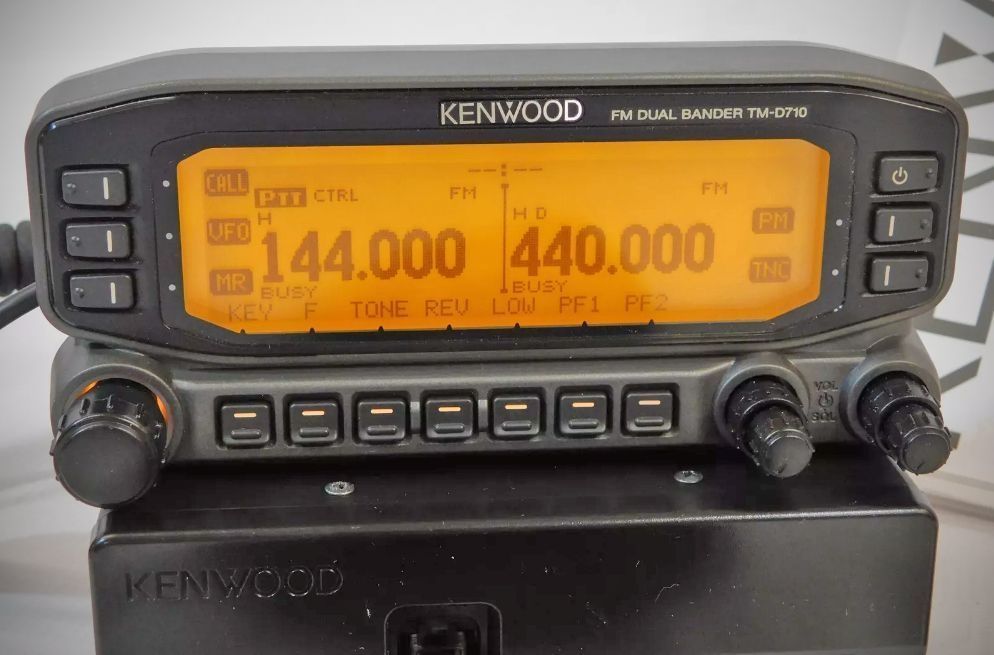 KENWOOD FM DUAL BANDER TM-D710
CALL PTT CTRL FM --:-- FM
H H D
VFO 144.000 440.000 PM
MR BUSY BUSY TNC
KEY F TONE REV LOW PF1 PF2
VOL
SQL
KENWOOD